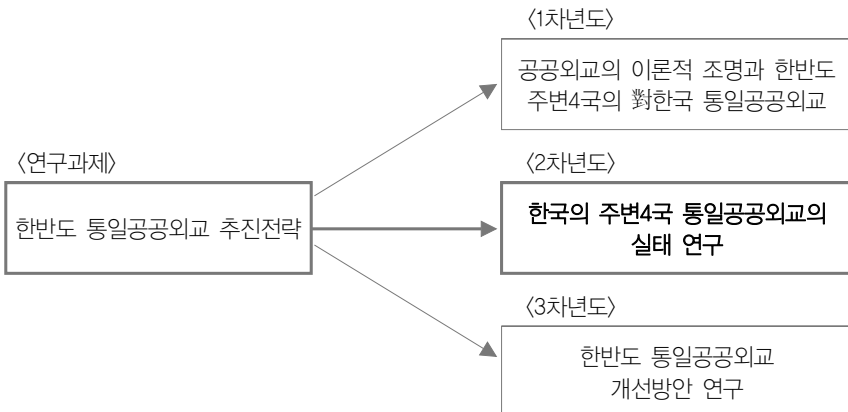 〈1차년도〉
공공외교의 이론적 조명과 한반도
주변4국의 對한국 통일공공외교
〈연구과제〉
한반도 통일공공외교 추진전략
〈2차년도〉
한국의 주변4국 통일공공외교의
실태 연구
〈3차년도〉
한반도 통일공공외교
개선방안 연구